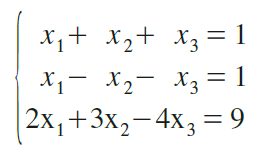 x₁+ x₂+ x₃ = 1
x₁− x₂− x₃ = 1
2x₁+3x₂−4x₃ = 9